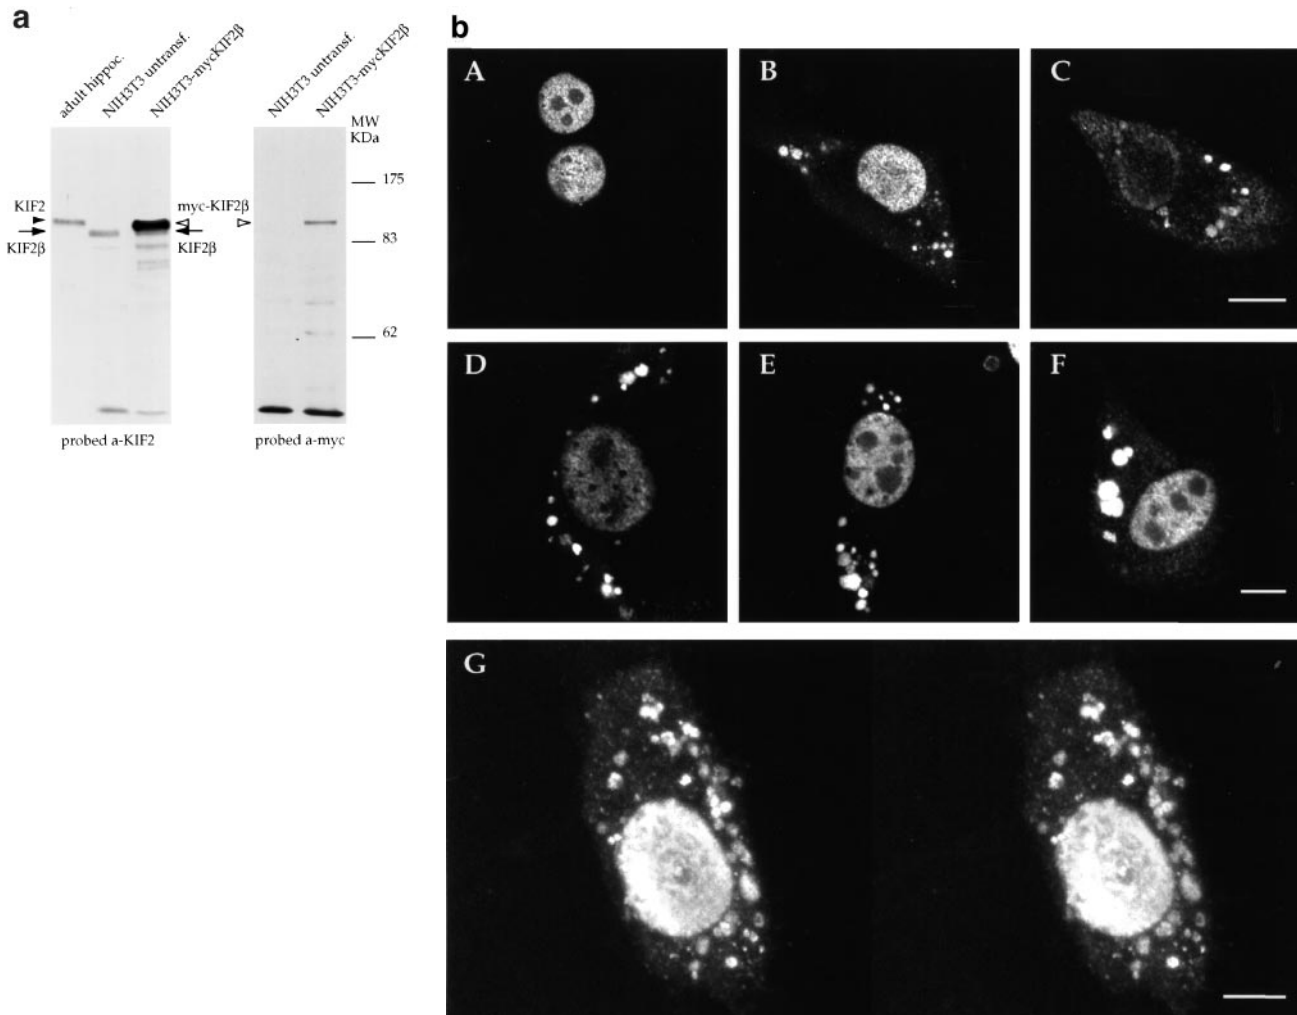 a
adult hippoc.
NIH3T3 untransf.
NIH3T3-mycKIF2β
NIH3T3 untransf.
NIH3T3-mycKIF2β
MW
KDa
175
KIF2
myc-KIF2β
KIF2β
KIF2β
83
62
probed a-KIF2
probed a-myc
b
A
B
C
D
E
F
G